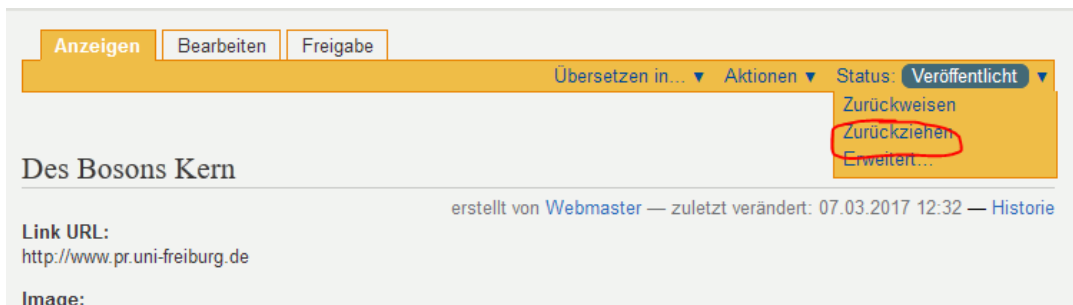 Anzeigen Bearbeiten Freigabe
Übersetzen in... ▼ Aktionen ▼ Status: Veröffentlicht ▼
Zurückweisen
Zurückziehen
Erweitert...
Des Bosons Kern
erstellt von Webmaster — zuletzt verändert: 07.03.2017 12:32 — Historie
Link URL:
http://www.pr.uni-freiburg.de
Image: